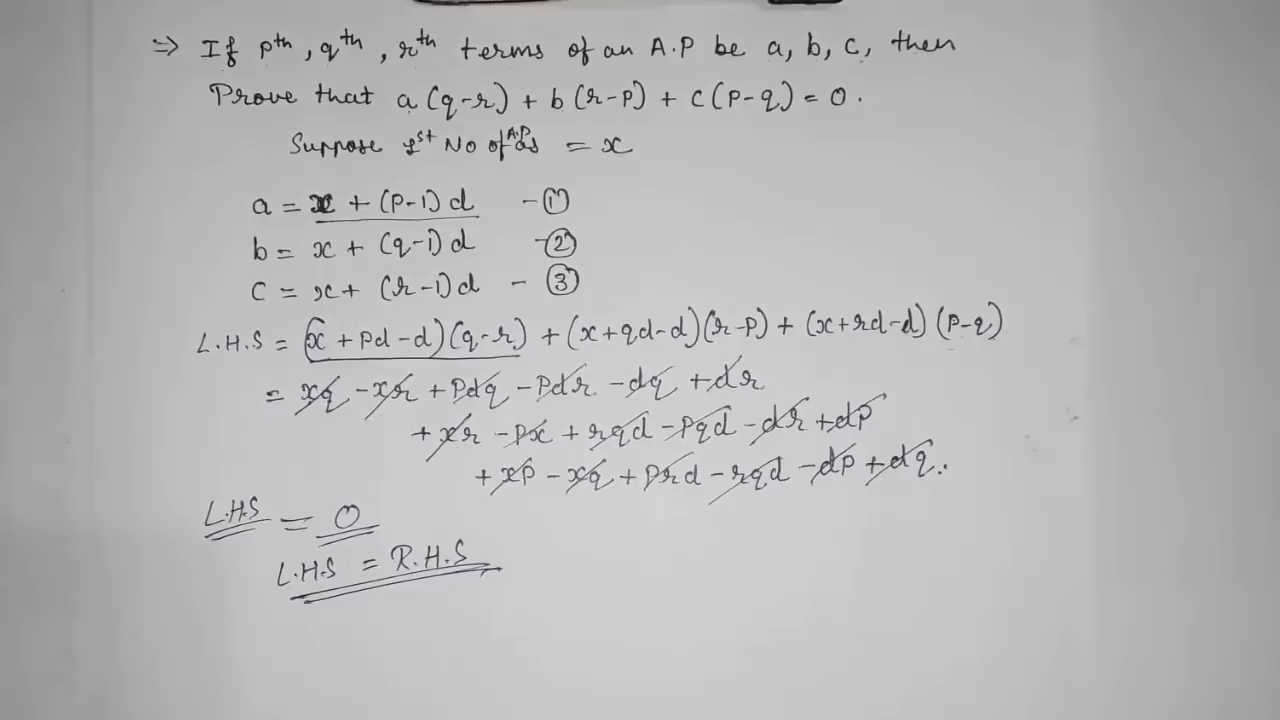 ⇒ If pth, qth, rth terms of an A.P be a, b, c, then
Prove that a(q-r) + b(r-p) + c(p-q) = 0.
Suppose 1st No of A.P = x
a = x + (p-1)d -①
b = x + (q-1)d -②
c = x + (r-1)d - ③
L.H.S = (x + pd - d)(q-r) + (x+qd-d)(r-p) + (x+rd-d)(p-q)
= xq - xr + pdq - pdr - dq + dr
+ xr - px + rqd - pqd - dr + dp
+ xp - xq + prd - rqd - dp + dq.
L.H.S = 0
L.H.S = R.H.S